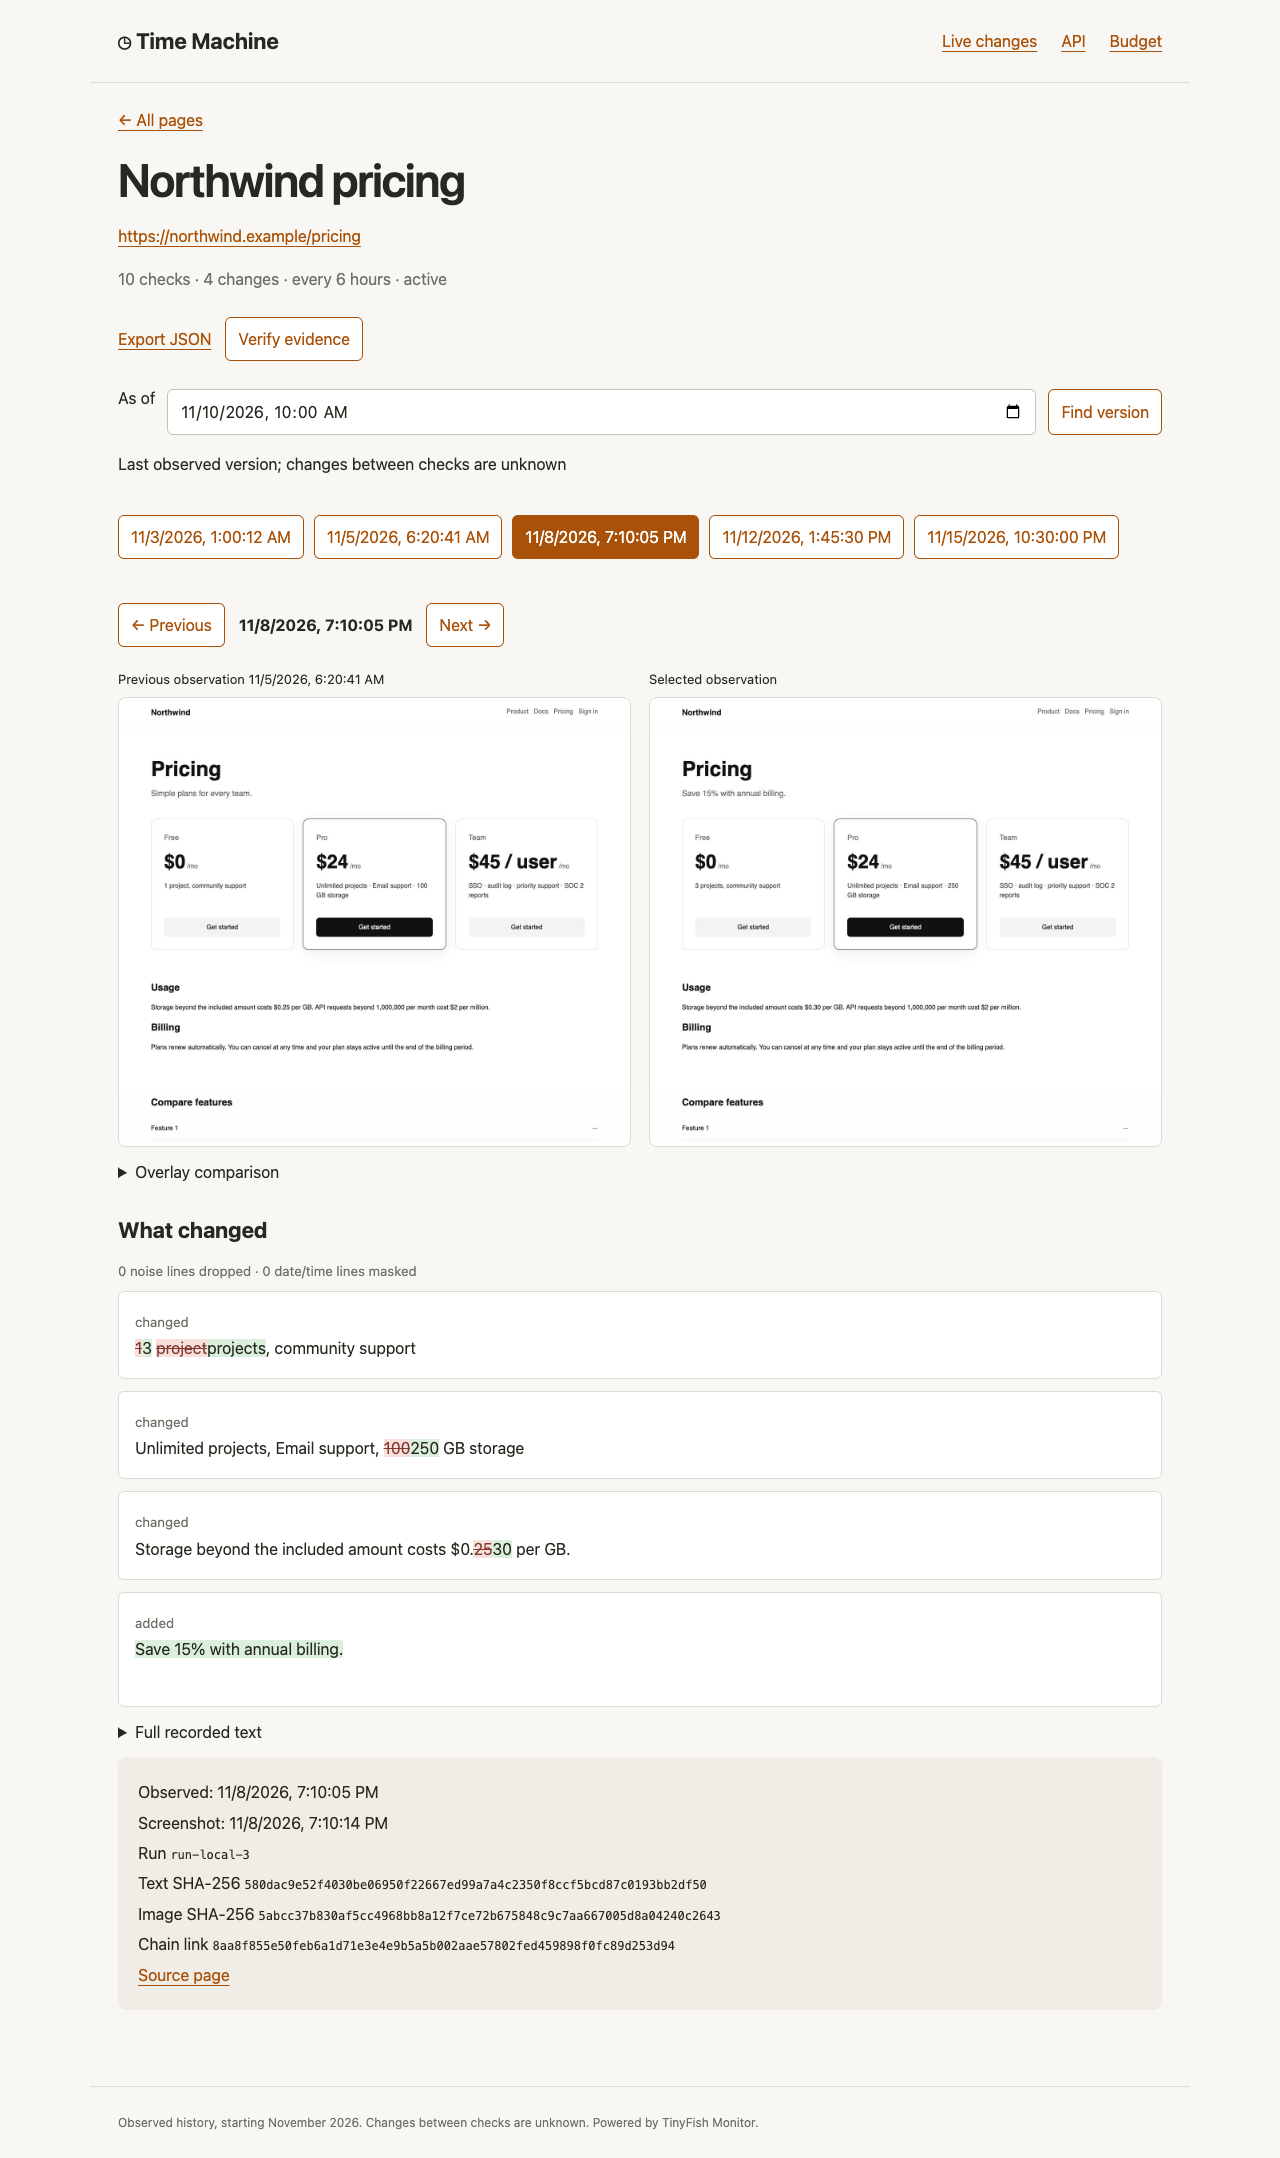 ◷ Time Machine
Live changes API Budget
← All pages
Northwind pricing
https://northwind.example/pricing
10 checks · 4 changes · every 6 hours · active
Export JSON Verify evidence
As of 11/10/2026, 10:00 AM Find version
Last observed version; changes between checks are unknown
11/3/2026, 1:00:12 AM 11/5/2026, 6:20:41 AM 11/8/2026, 7:10:05 PM 11/12/2026, 1:45:30 PM 11/15/2026, 10:30:00 PM
← Previous 11/8/2026, 7:10:05 PM Next →
Previous observation 11/5/2026, 6:20:41 AM
Northwind Product Docs Pricing Sign in
Pricing
Simple plans for every team.
Free
$0 /mo
1 project, community support
Get started
Pro
$24 /mo
Unlimited projects · Email support · 100
GB storage
Get started
Team
$45 / user /mo
SSO · audit log · priority support · SOC 2
reports
Get started
Usage
Storage beyond the included amount costs $0.25 per GB. API requests beyond 1,000,000 per month cost $2 per million.
Billing
Plans renew automatically. You can cancel at any time and your plan stays active until the end of the billing period.
Compare features
Feature 1 —
Selected observation
Northwind Product Docs Pricing Sign in
Pricing
Save 15% with annual billing.
Free
$0 /mo
3 projects, community support
Get started
Pro
$24 /mo
Unlimited projects · Email support · 250
GB storage
Get started
Team
$45 / user /mo
SSO · audit log · priority support · SOC 2
reports
Get started
Usage
Storage beyond the included amount costs $0.30 per GB. API requests beyond 1,000,000 per month cost $2 per million.
Billing
Plans renew automatically. You can cancel at any time and your plan stays active until the end of the billing period.
Compare features
Feature 1 —
▶ Overlay comparison
What changed
0 noise lines dropped · 0 date/time lines masked
changed
13 projectprojects, community support
changed
Unlimited projects, Email support, 100250 GB storage
changed
Storage beyond the included amount costs $0.2530 per GB.
added
Save 15% with annual billing.
▶ Full recorded text
Observed: 11/8/2026, 7:10:05 PM
Screenshot: 11/8/2026, 7:10:14 PM
Run run-local-3
Text SHA-256 580dac9e52f4030be06950f22667ed99a7a4c2350f8ccf5bcd87c0193bb2df50
Image SHA-256 5abcc37b830af5cc4968bb8a12f7ce72b675848c9c7aa667005d8a04240c2643
Chain link 8aa8f855e50feb6a1d71e3e4e9b5a5b002aae57802fed459898f0fc89d253d94
Source page
Observed history, starting November 2026. Changes between checks are unknown. Powered by TinyFish Monitor.